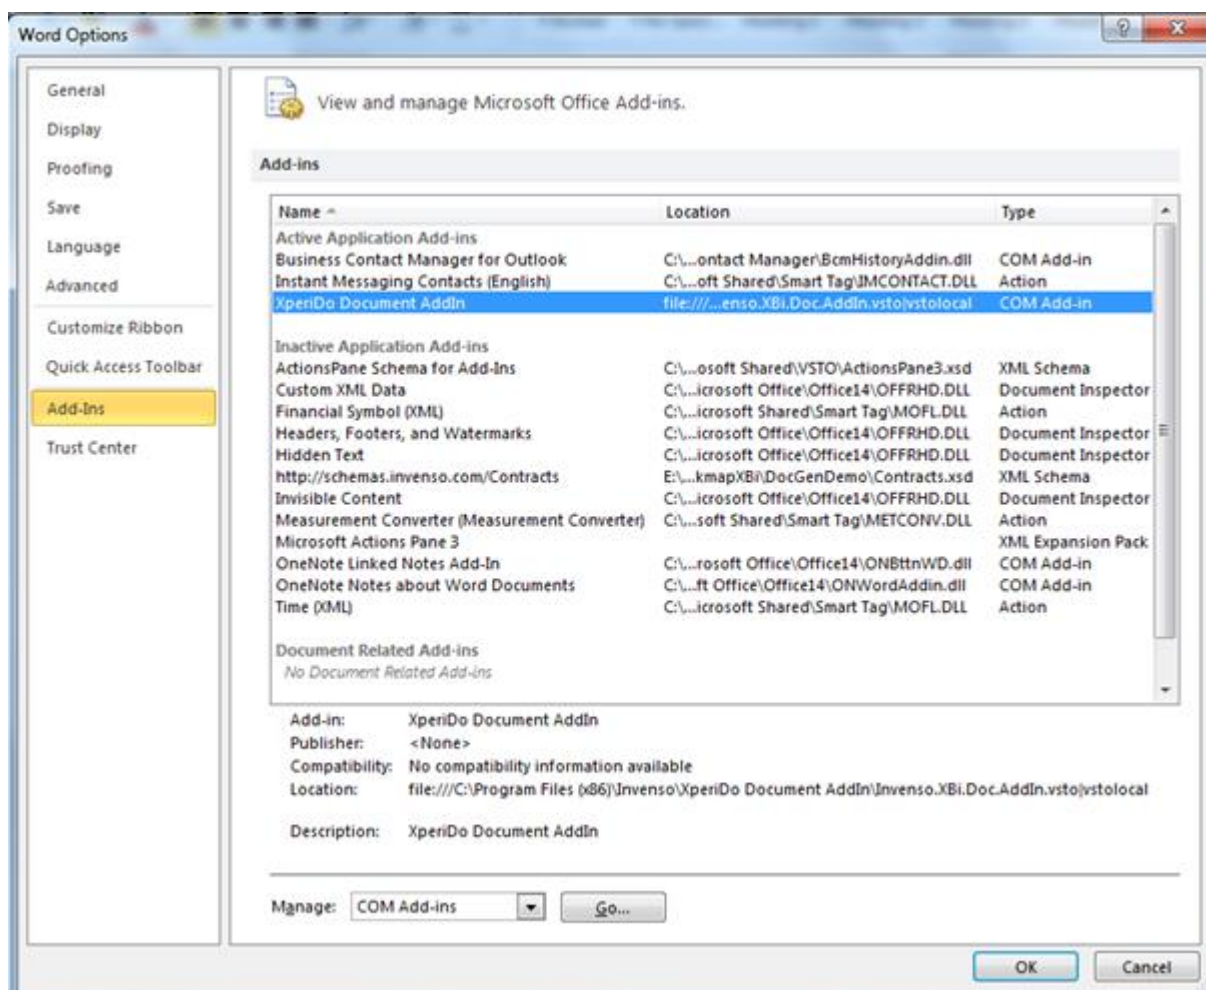 Word Options
General
Display
Proofing
Save
Language
Advanced
Customize Ribbon
Quick Access Toolbar
Add-Ins
Trust Center
View and manage Microsoft Office Add-ins.
Add-ins
Name Location Type
Active Application Add-ins
Business Contact Manager for Outlook C:\...ontact Manager\BcmHistoryAddin.dll COM Add-in
Instant Messaging Contacts (English) C:\...oft Shared\Smart Tag\IMCONTACT.DLL Action
XperiDo Document AddIn file:///...enso.XBi.Doc.AddIn.vsto|vstolocal COM Add-in
Inactive Application Add-ins
ActionsPane Schema for Add-Ins C:\...osoft Shared\VSTO\ActionsPane3.xsd XML Schema
Custom XML Data C:\...icrosoft Office\Office14\OFFRHD.DLL Document Inspector
Financial Symbol (XML) C:\...icrosoft Shared\Smart Tag\MOFL.DLL Action
Headers, Footers, and Watermarks C:\...icrosoft Office\Office14\OFFRHD.DLL Document Inspector
Hidden Text C:\...icrosoft Office\Office14\OFFRHD.DLL Document Inspector
http://schemas.invenso.com/Contracts E:\...kmapXBi\DocGenDemo\Contracts.xsd XML Schema
Invisible Content C:\...icrosoft Office\Office14\OFFRHD.DLL Document Inspector
Measurement Converter (Measurement Converter) C:\...soft Shared\Smart Tag\METCONV.DLL Action
Microsoft Actions Pane 3 XML Expansion Pack
OneNote Linked Notes Add-In C:\...rosoft Office\Office14\ONBttnWD.dll COM Add-in
OneNote Notes about Word Documents C:\...ft Office\Office14\ONWordAddin.dll COM Add-in
Time (XML) C:\...icrosoft Shared\Smart Tag\MOFL.DLL Action
Document Related Add-ins
No Document Related Add-ins
Add-in: XperiDo Document AddIn
Publisher: <None>
Compatibility: No compatibility information available
Location: file:///C:\Program Files (x86)\Invenso\XperiDo Document AddIn\Invenso.XBi.Doc.AddIn.vsto|vstolocal
Description: XperiDo Document AddIn
Manage: COM Add-ins Go...
OK Cancel